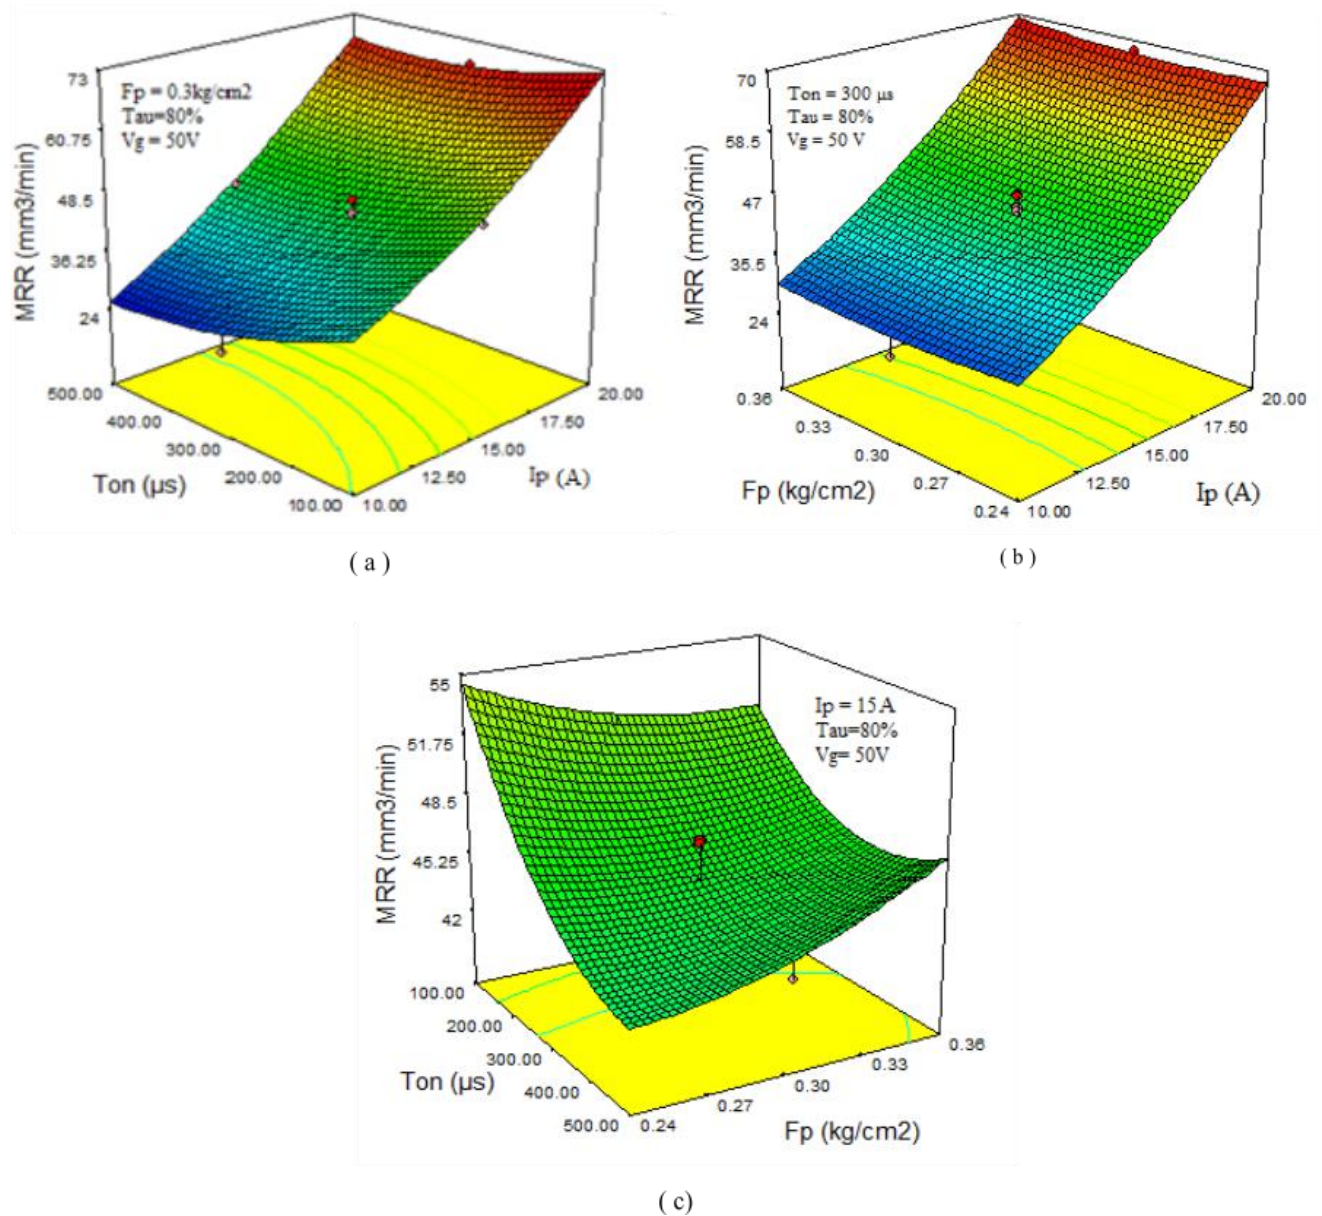 73
60.75
48.5
36.25
24
MRR (mm3/min)
Fp = 0.3kg/cm2
Tau=80%
Vg = 50V
500.00
400.00
300.00
200.00
100.00
Ton (µs)
10.00
12.50
15.00
17.50
20.00
Ip (A)
( a )
70
58.5
47
35.5
24
MRR (mm3/min)
Ton = 300 µs
Tau = 80%
Vg = 50 V
0.36
0.33
0.30
0.27
0.24
Fp (kg/cm2)
10.00
12.50
15.00
17.50
20.00
Ip (A)
( b )
55
51.75
48.5
45.25
42
MRR (mm3/min)
Ip = 15A
Tau=80%
Vg= 50V
100.00
200.00
300.00
400.00
500.00
Ton (µs)
0.24
0.27
0.30
0.33
0.36
Fp (kg/cm2)
( c)